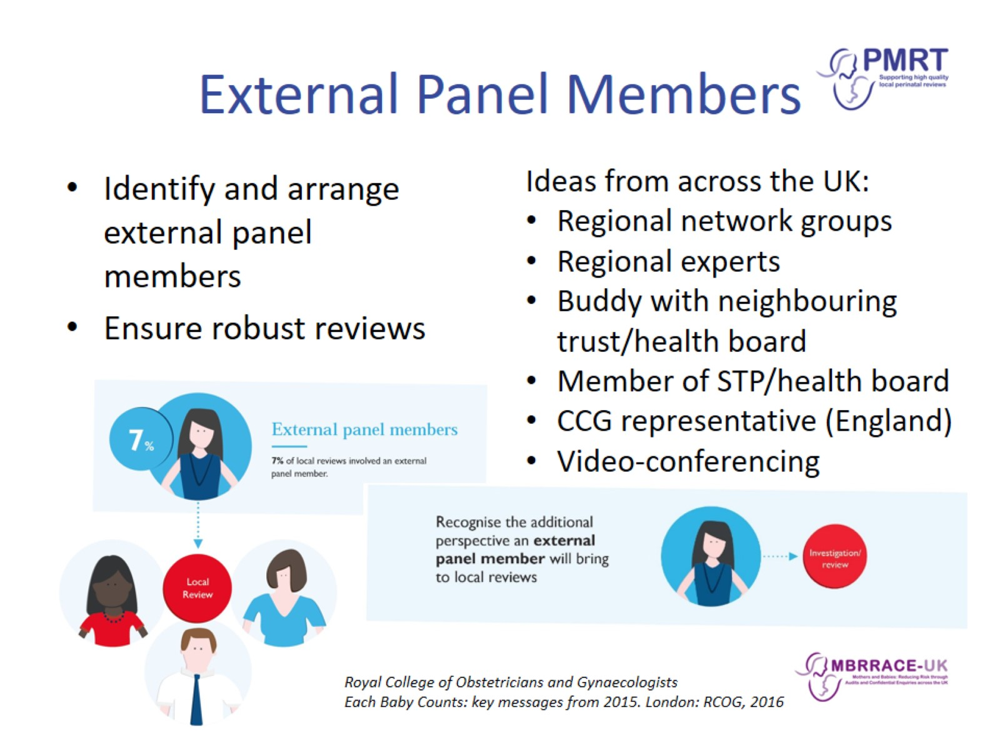 PMRT
Supporting high quality
local perinatal reviews
External Panel Members
• Identify and arrange
external panel
members
• Ensure robust reviews
Ideas from across the UK:
• Regional network groups
• Regional experts
• Buddy with neighbouring
trust/health board
• Member of STP/health board
• CCG representative (England)
• Video-conferencing
7%
External panel members
7% of local reviews involved an external
panel member.
Local
Review
Recognise the additional
perspective an external
panel member will bring
to local reviews
Investigation/
review
Royal College of Obstetricians and Gynaecologists
Each Baby Counts: key messages from 2015. London: RCOG, 2016
MBRRACE-UK
Mothers and Babies: Reducing Risk through
Audits and Confidential Enquiries across the UK